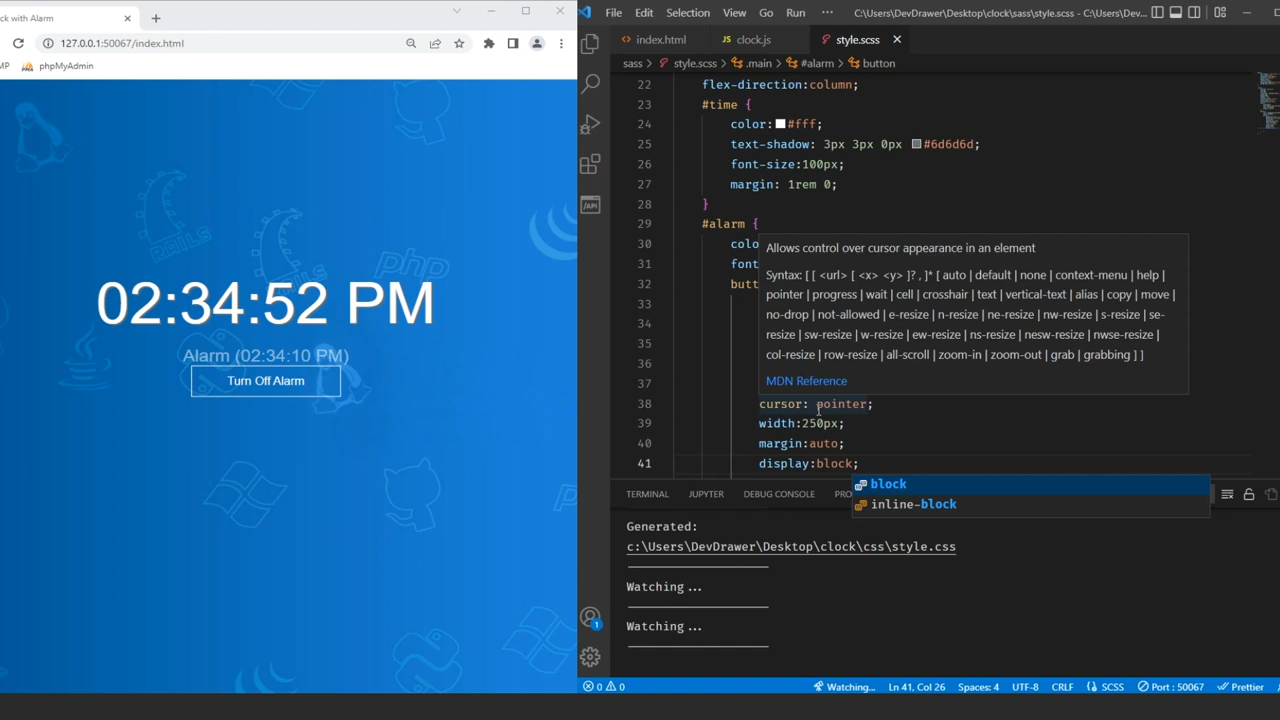 ck with Alarm
127.0.0.1:50067/index.html
MP
phpMyAdmin
RAILS
RAILS
php
02:34:52 PM
Alarm (02:34:10 PM)
Turn Off Alarm
File Edit Selection View Go Run ···
C:\Users\DevDrawer\Desktop\clock\sass\style.scss - C:\Users\Dev...
index.html
JS clock.js
style.scss
sass > style.scss > .main > #alarm > button
22 flex-direction:column;
23 #time {
24 color: #fff;
25 text-shadow: 3px 3px 0px #6d6d6d;
26 font-size:100px;
27 margin: 1rem 0;
28 }
29 #alarm {
30 colo
31 font
32 butt
33
34
35
36
37
Allows control over cursor appearance in an element
Syntax: [ [ <url> [ <x> <y> ]? , ]* [ auto | default | none | context-menu | help |
pointer | progress | wait | cell | crosshair | text | vertical-text | alias | copy | move |
no-drop | not-allowed | e-resize | n-resize | ne-resize | nw-resize | s-resize | se-
resize | sw-resize | w-resize | ew-resize | ns-resize | nesw-resize | nwse-resize |
col-resize | row-resize | all-scroll | zoom-in | zoom-out | grab | grabbing ] ]
MDN Reference
38 cursor: pointer;
39 width:250px;
40 margin:auto;
41 display:block;
block
inline-block
/API
TERMINAL JUPYTER DEBUG CONSOLE PRO
Generated:
c:\Users\DevDrawer\Desktop\clock\css\style.css
Watching...
Watching...
1
0 0
Watching... Ln 41, Col 26 Spaces: 4 UTF-8 CRLF SCSS Port : 50067 Prettier